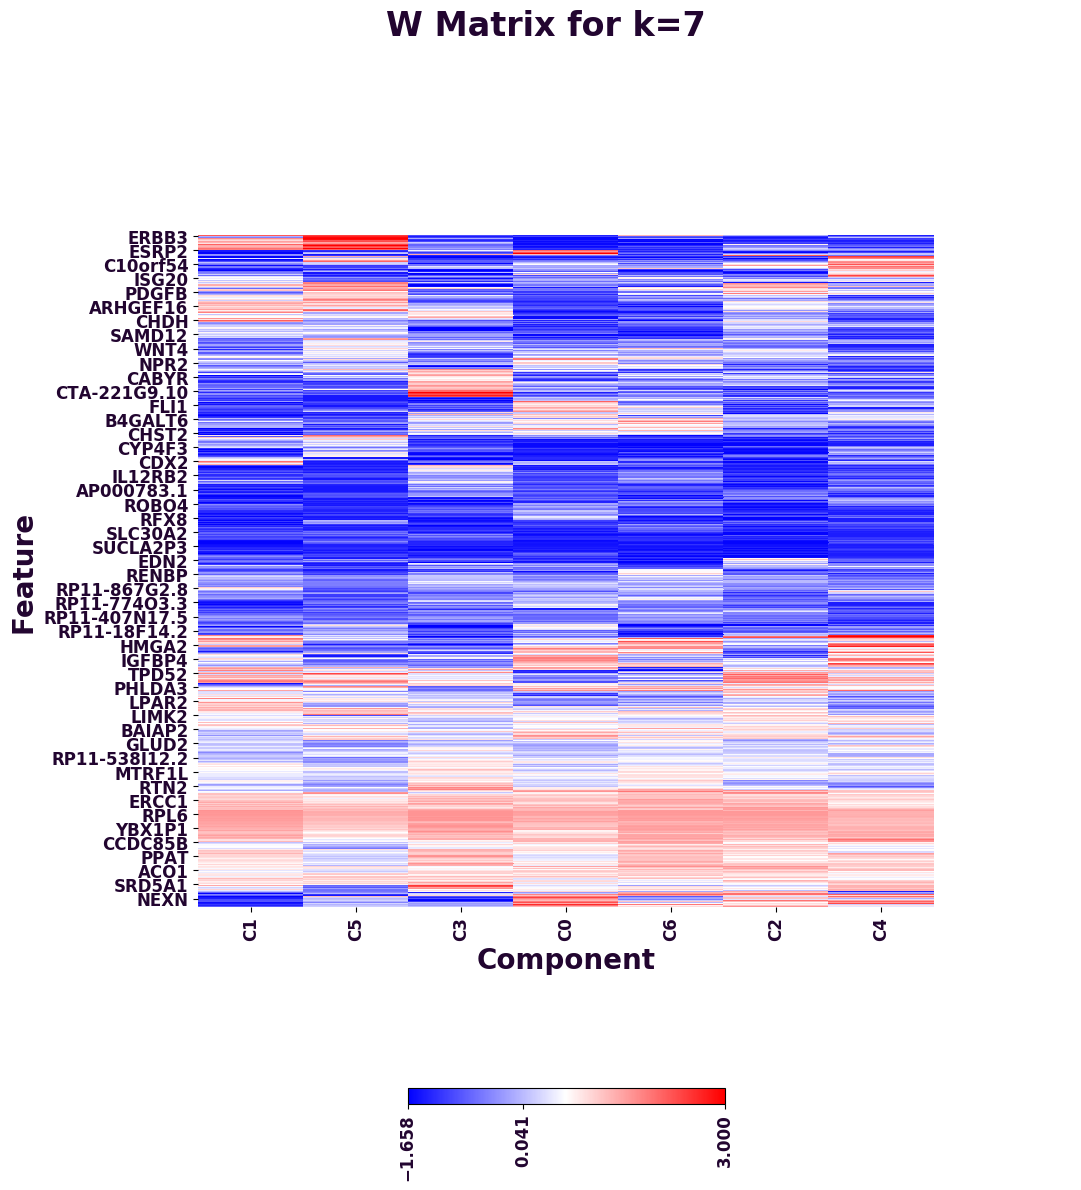 W Matrix for k=7
ERBB3
ESRP2
C10orf54
ISG20
PDGFB
ARHGEF16
CHDH
SAMD12
WNT4
NPR2
CABYR
CTA-221G9.10
FLI1
B4GALT6
CHST2
CYP4F3
CDX2
IL12RB2
AP000783.1
ROBO4
RFX8
SLC30A2
SUCLA2P3
EDN2
RENBP
RP11-867G2.8
RP11-774O3.3
RP11-407N17.5
RP11-18F14.2
HMGA2
IGFBP4
TPD52
PHLDA3
LPAR2
LIMK2
BAIAP2
GLUD2
RP11-538I12.2
MTRF1L
RTN2
ERCC1
RPL6
YBX1P1
CCDC85B
PPAT
ACO1
SRD5A1
NEXN
Feature
C1 C5 C3 C0 C6 C2 C4
Component
−1.658 0.041 3.000